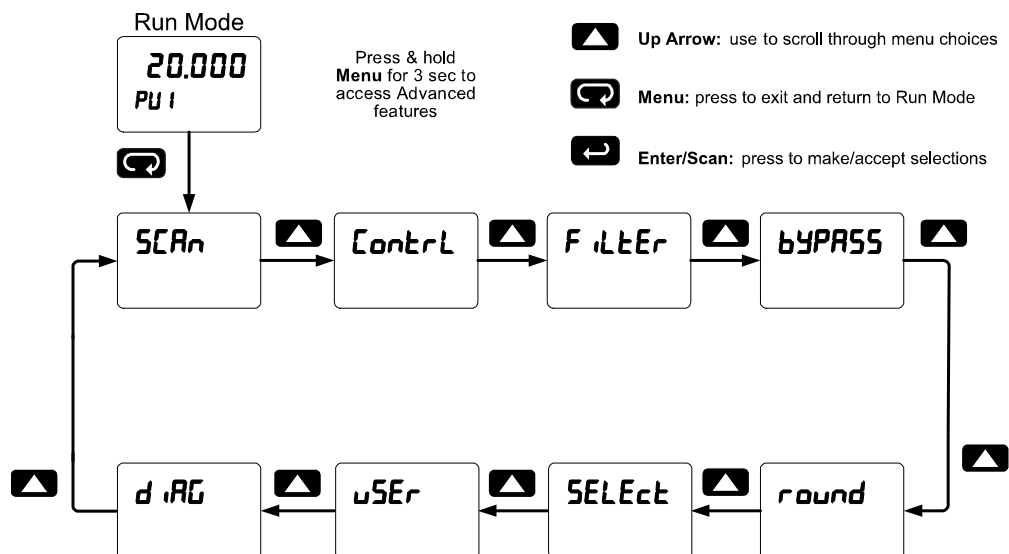 Run Mode
20.000
PV 1
Press & hold
Menu for 3 sec to
access Advanced
features
Up Arrow: use to scroll through menu choices
Menu: press to exit and return to Run Mode
Enter/Scan: press to make/accept selections
SCAn
ContrL
FiLtEr
bYPASS
diAG
uSEr
SELEct
round